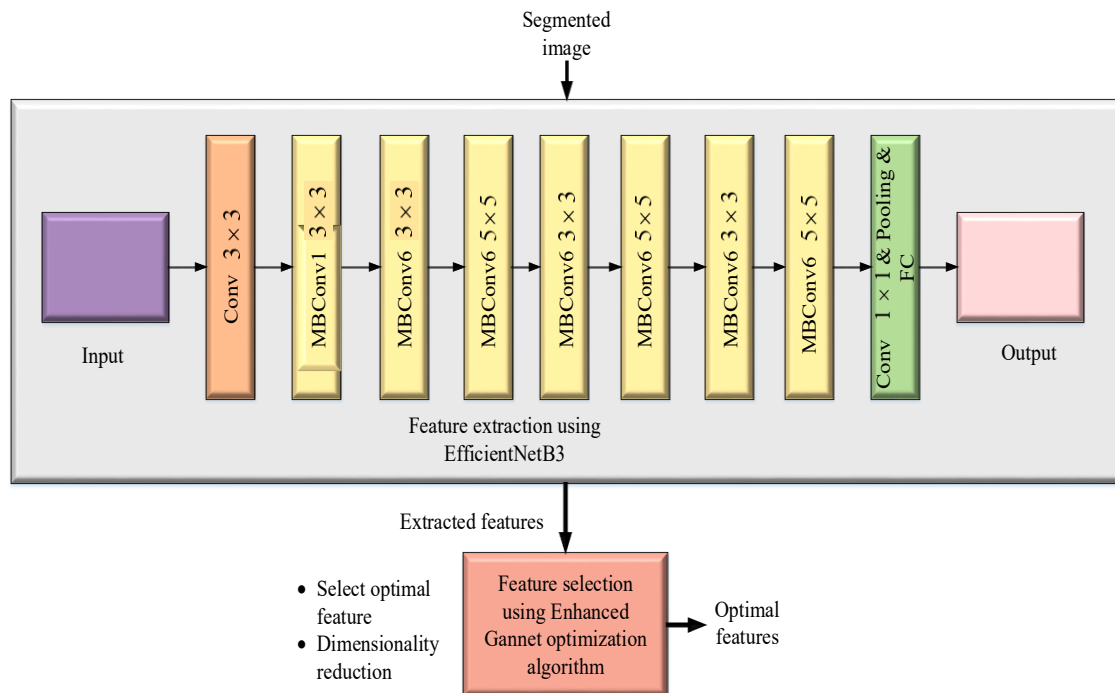 Segmented
image
Input
Conv 3 × 3
MBConv1 3 × 3
MBConv6 3 × 3
MBConv6 5 × 5
MBConv6 3 × 3
MBConv6 5 × 5
MBConv6 3 × 3
MBConv6 5 × 5
Conv 1 × 1 & Pooling &
FC
Output
Feature extraction using
EfficientNetB3
Extracted features
• Select optimal
feature
• Dimensionality
reduction
Feature selection
using Enhanced
Gannet optimization
algorithm
Optimal
features